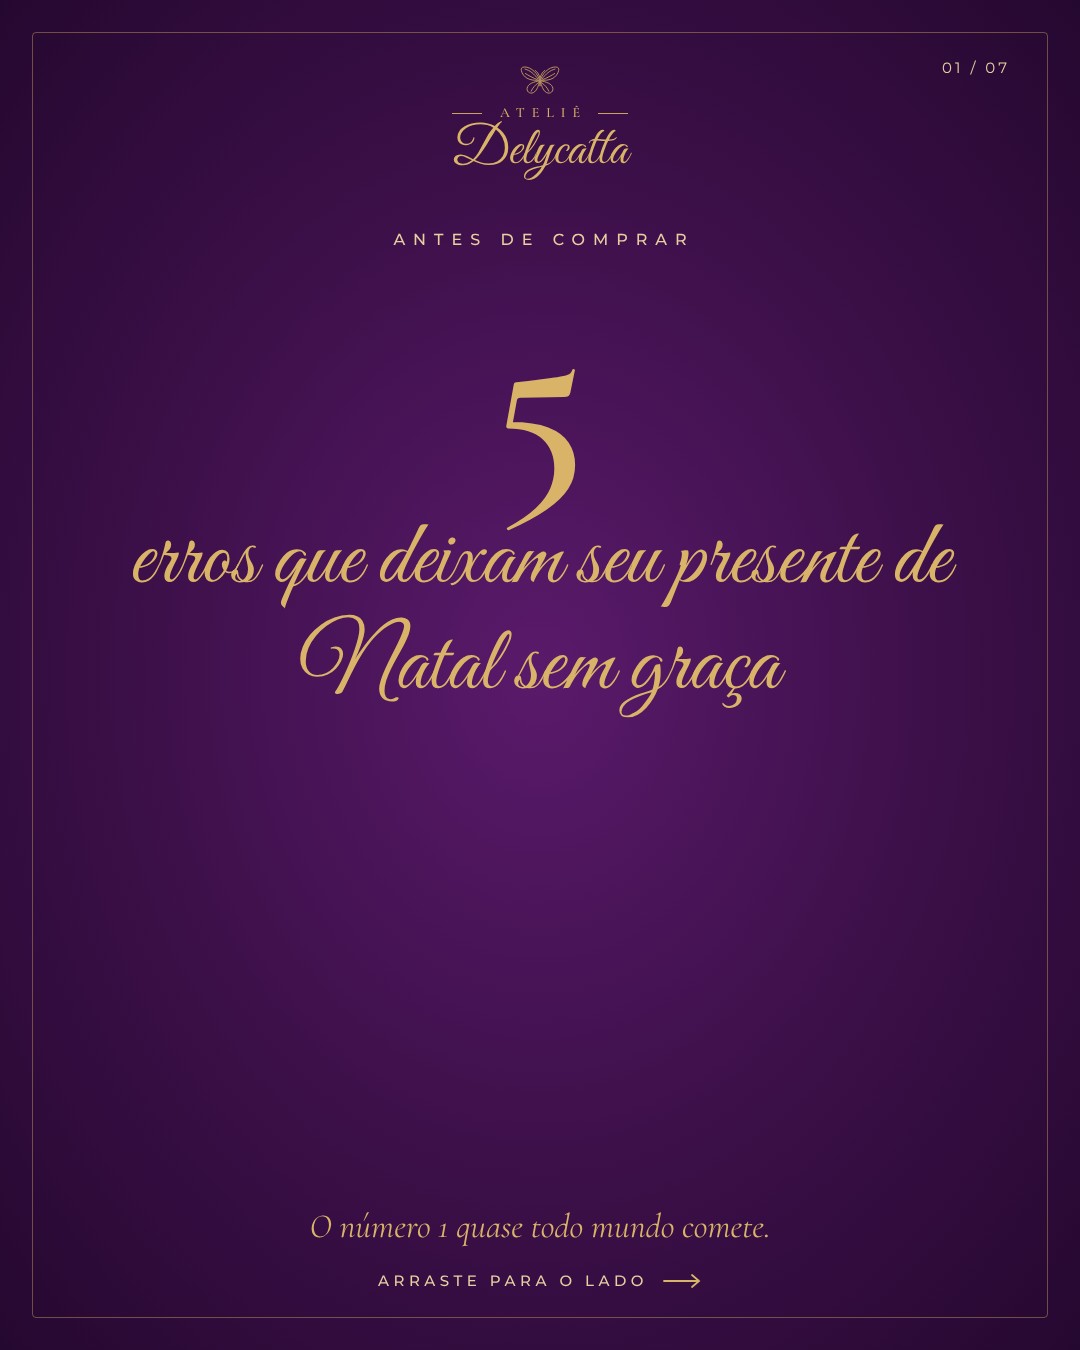 01 / 07
ATELIÊ
Delycatta
ANTES DE COMPRAR
5
erros que deixam seu presente de
Natal sem graça
O número 1 quase todo mundo comete.
ARRASTE PARA O LADO →